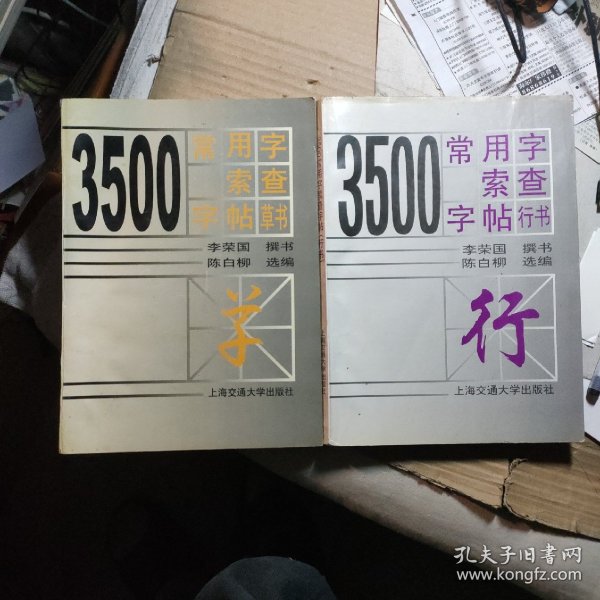 3500
常用字
索查
字帖草书
李荣国 撰书
陈白柳 选编
草
上海交通大学出版社
3500
常用字
索查
字帖行书
李荣国 撰书
陈白柳 选编
行
上海交通大学出版社
孔夫子旧书网
www.kongfz.com